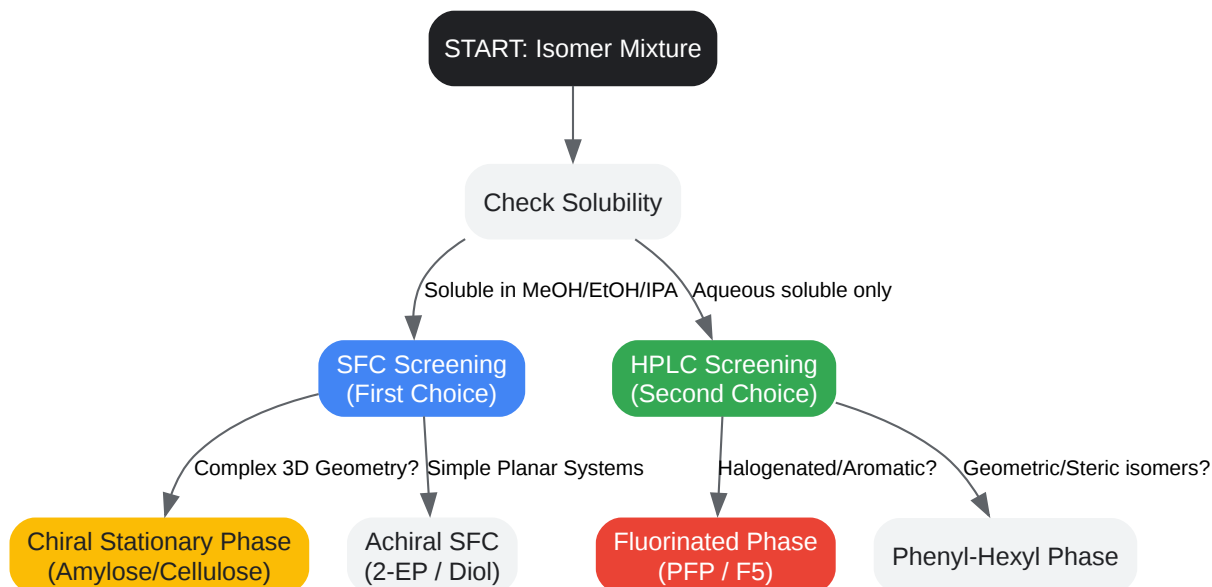 START: Isomer Mixture
Check Solubility
Soluble in MeOH/EtOH/IPA
Aqueous soluble only
SFC Screening
(First Choice)
HPLC Screening
(Second Choice)
Complex 3D Geometry?
Simple Planar Systems
Halogenated/Aromatic?
Geometric/Steric isomers?
Chiral Stationary Phase
(Amylose/Cellulose)
Achiral SFC
(2-EP / Diol)
Fluorinated Phase
(PFP / F5)
Phenyl-Hexyl Phase